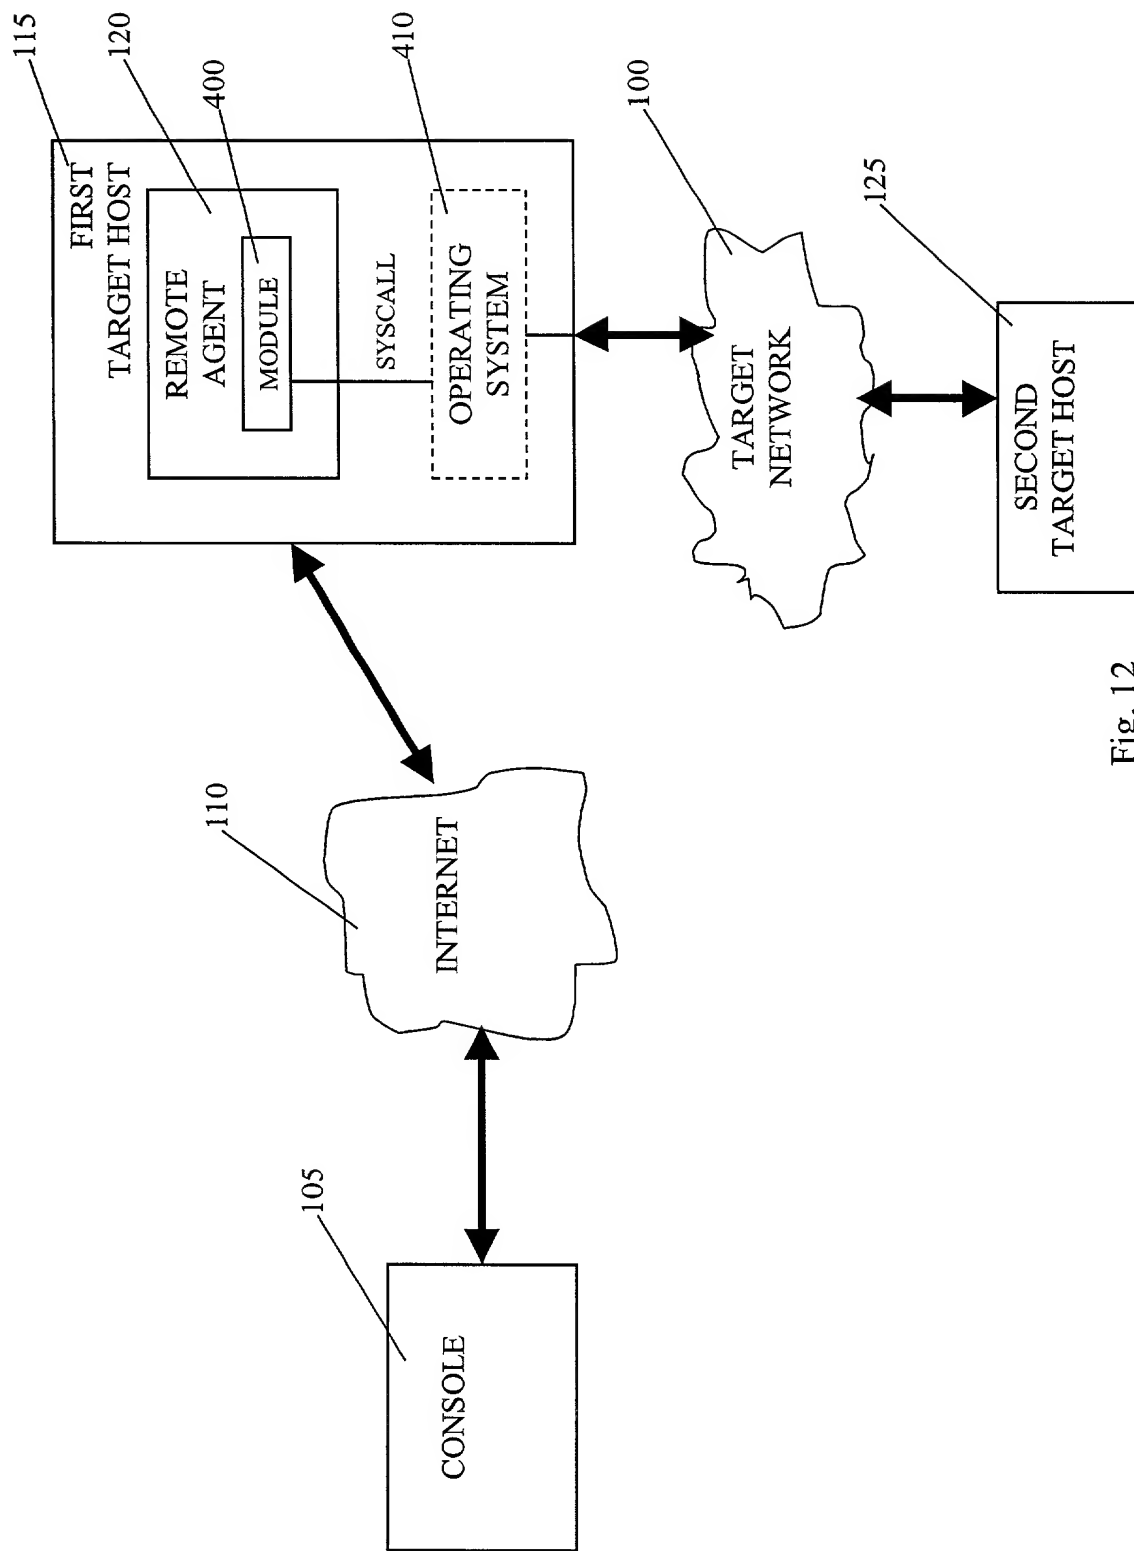 115
120
400
410
FIRST
TARGET HOST
REMOTE
AGENT
MODULE
SYSCALL
OPERATING
SYSTEM
110
INTERNET
105
CONSOLE
100
TARGET
NETWORK
125
SECOND
TARGET HOST
Fig. 12